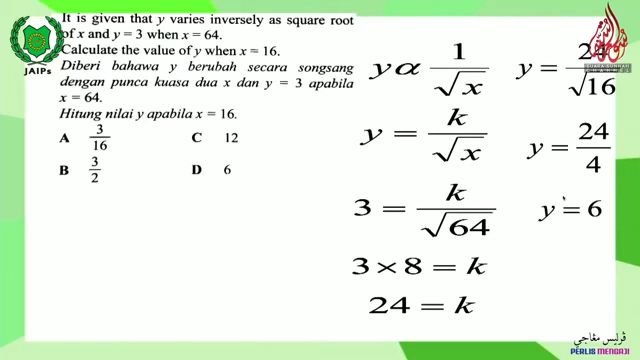 It is given that y varies inversely as square root
of x and y = 3 when x = 64.
Calculate the value of y when x = 16.
Diberi bahawa y berubah secara songsang
dengan punca kuasa dua x dan y = 3 apabila
x = 64.
Hitung nilai y apabila x = 16.
A 3/16 C 12
B 3/2 D 6
JAIPs
y α 1/√x
y = k/√x
3 = k/√64
3 × 8 = k
24 = k
y = 24/√16
y = 24/4
y = 6
ڤرليس مڠاجي
PERLIS MENGAJI